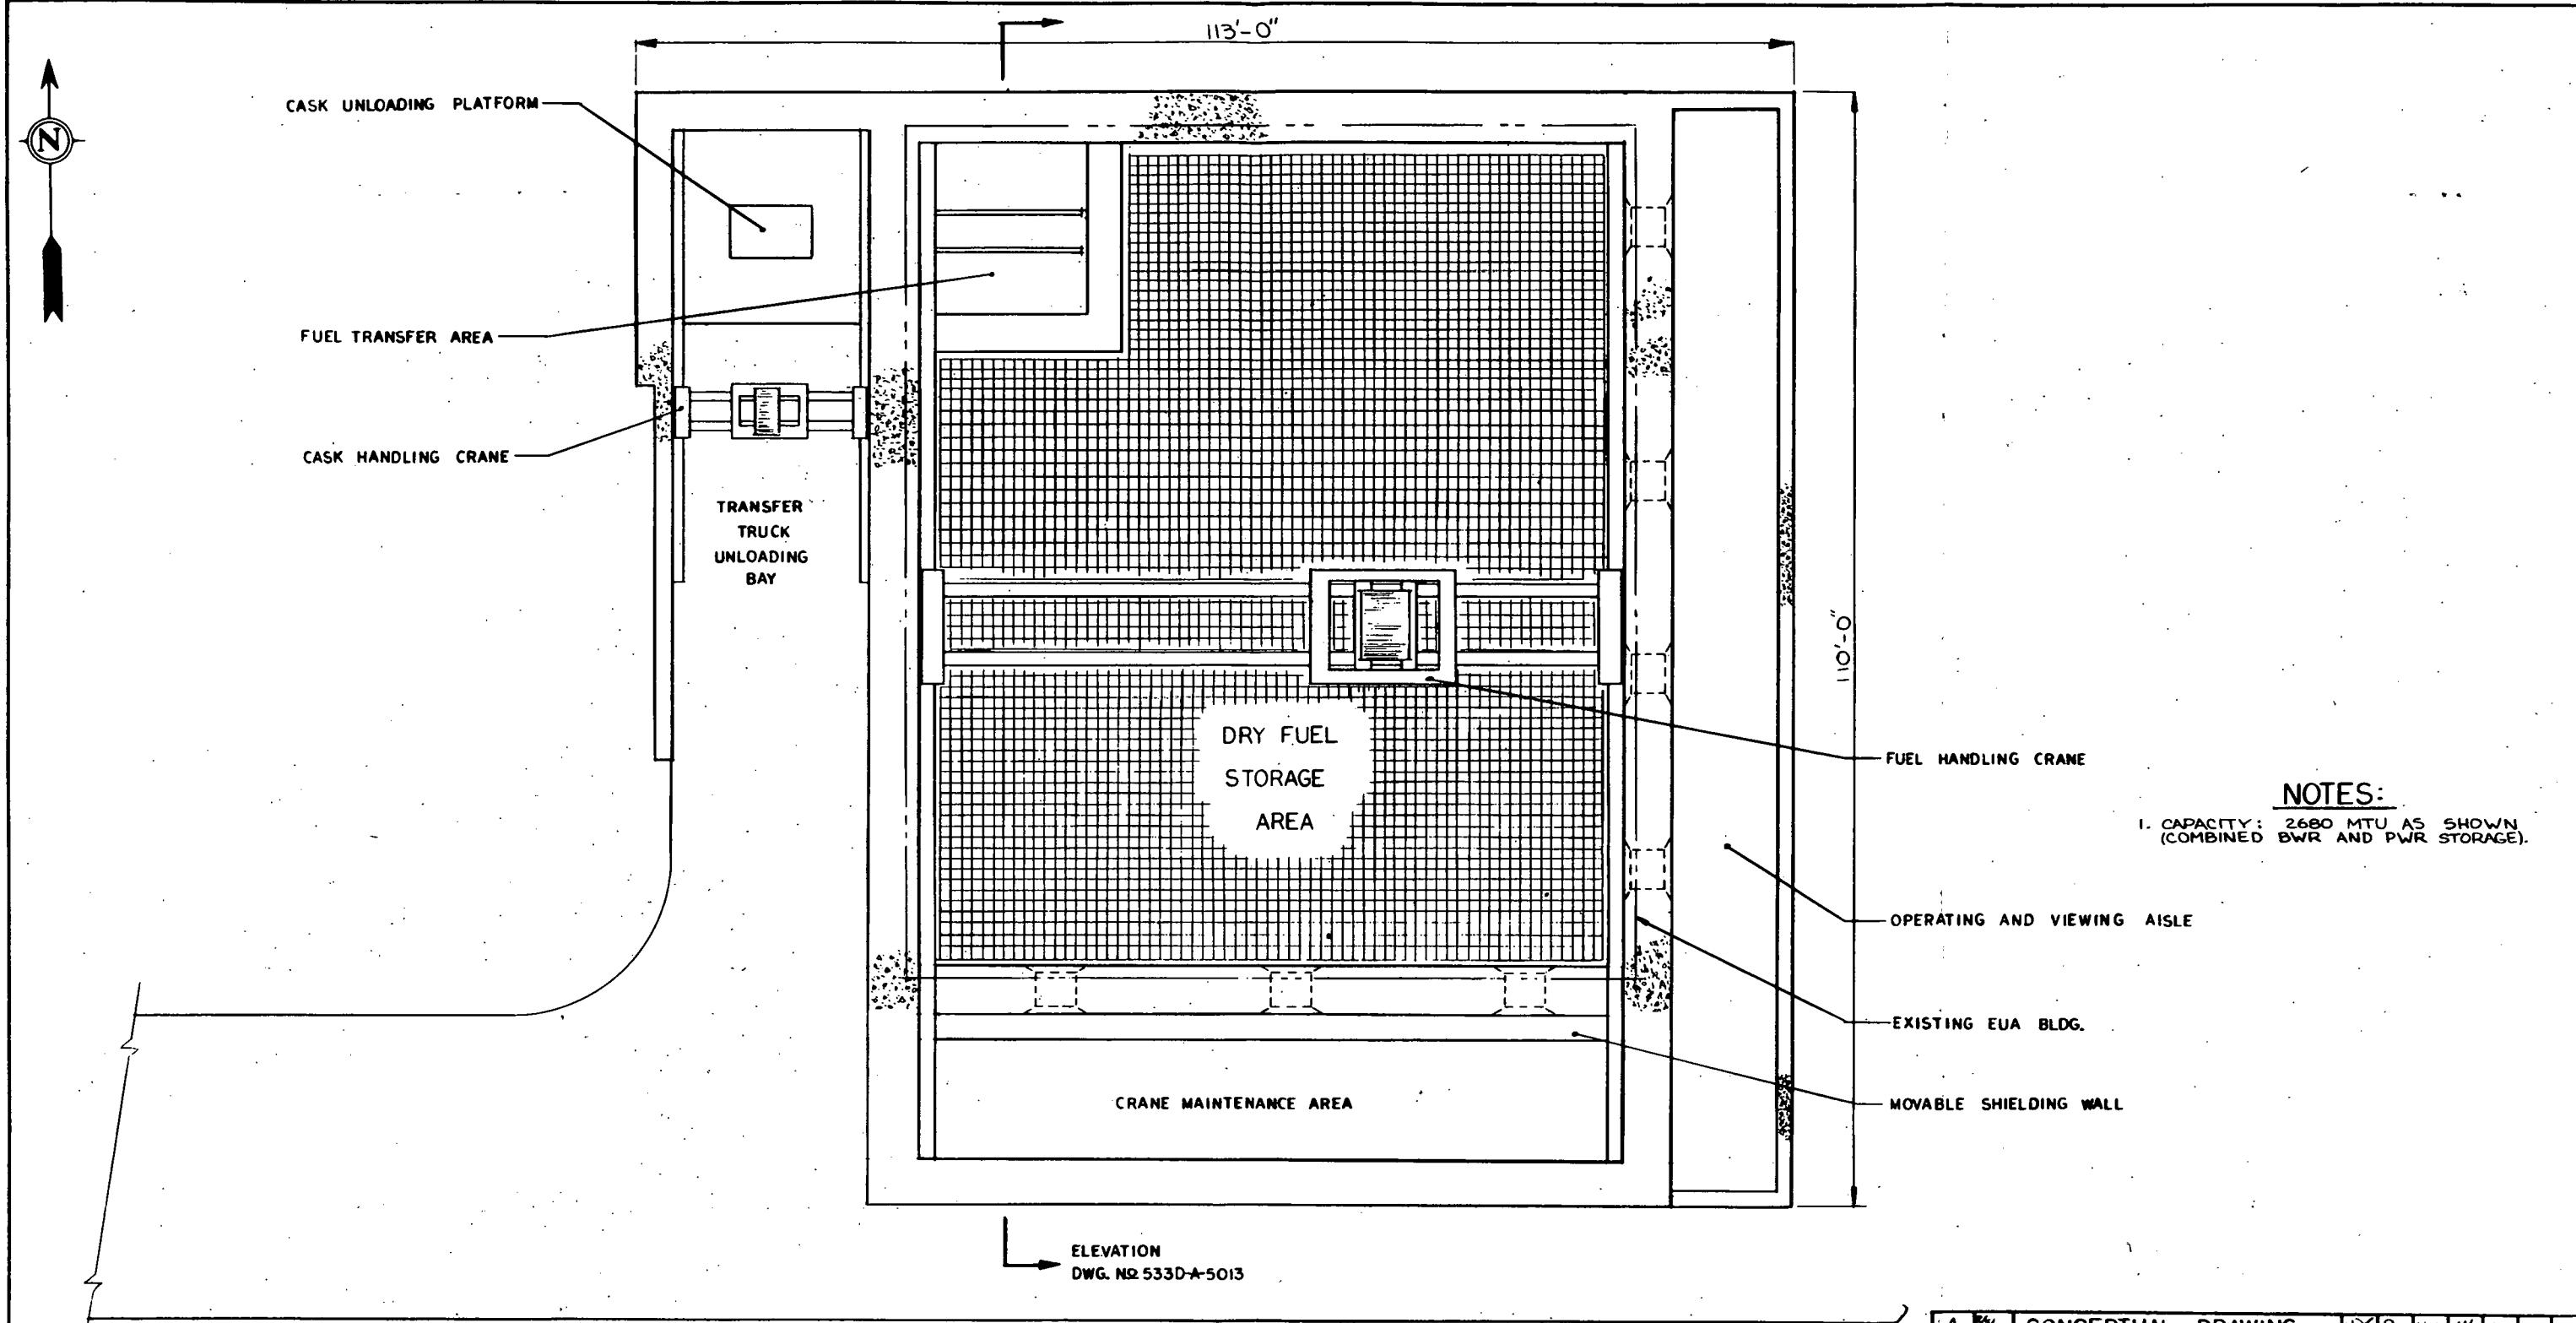 113'-0"
CASK UNLOADING PLATFORM
N
FUEL TRANSFER AREA
CASK HANDLING CRANE
TRANSFER
TRUCK
UNLOADING
BAY
110'-0"
DRY FUEL
STORAGE
AREA
FUEL HANDLING CRANE
NOTES:
1. CAPACITY: 2680 MTU AS SHOWN
(COMBINED BWR AND PWR STORAGE).
OPERATING AND VIEWING AISLE
EXISTING EUA BLDG.
MOVABLE SHIELDING WALL
CRANE MAINTENANCE AREA
ELEVATION
DWG. NO 533D-A-5013
A CONCEPTUAL DRAWING